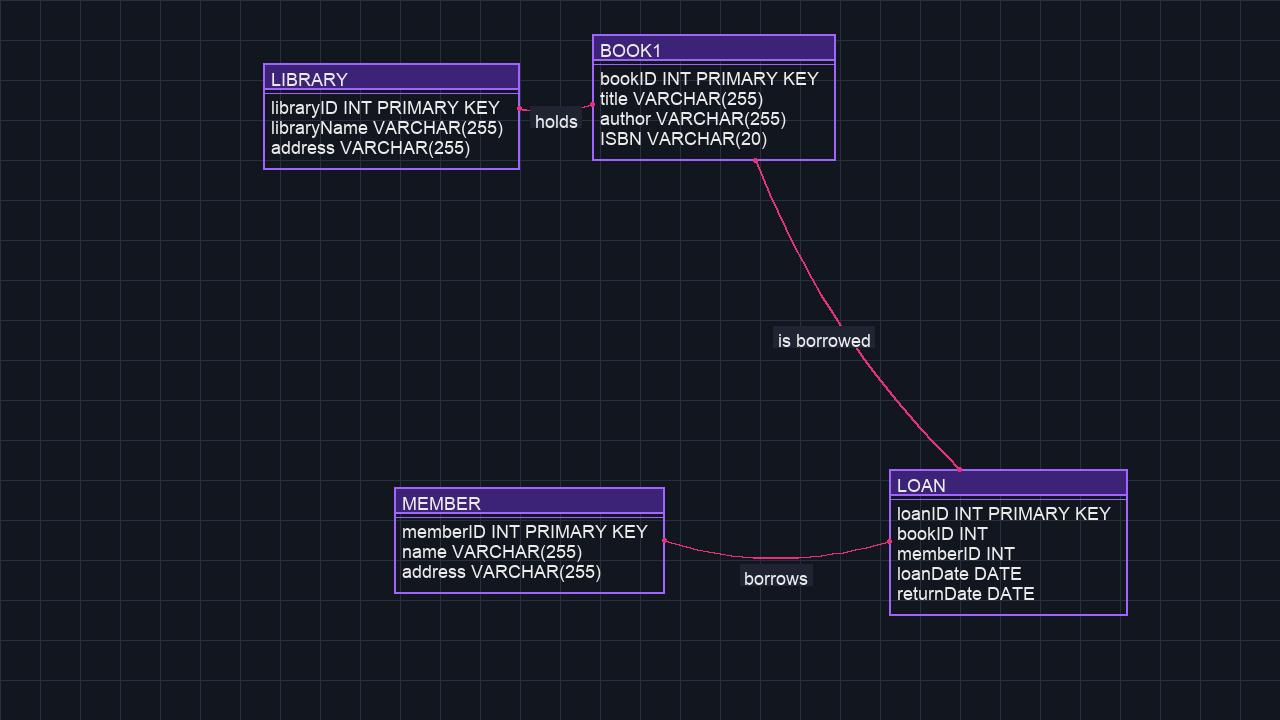 LIBRARY
libraryID INT PRIMARY KEY
libraryName VARCHAR(255)
address VARCHAR(255)
holds
BOOK1
bookID INT PRIMARY KEY
title VARCHAR(255)
author VARCHAR(255)
ISBN VARCHAR(20)
is borrowed
MEMBER
memberID INT PRIMARY KEY
name VARCHAR(255)
address VARCHAR(255)
borrows
LOAN
loanID INT PRIMARY KEY
bookID INT
memberID INT
loanDate DATE
returnDate DATE